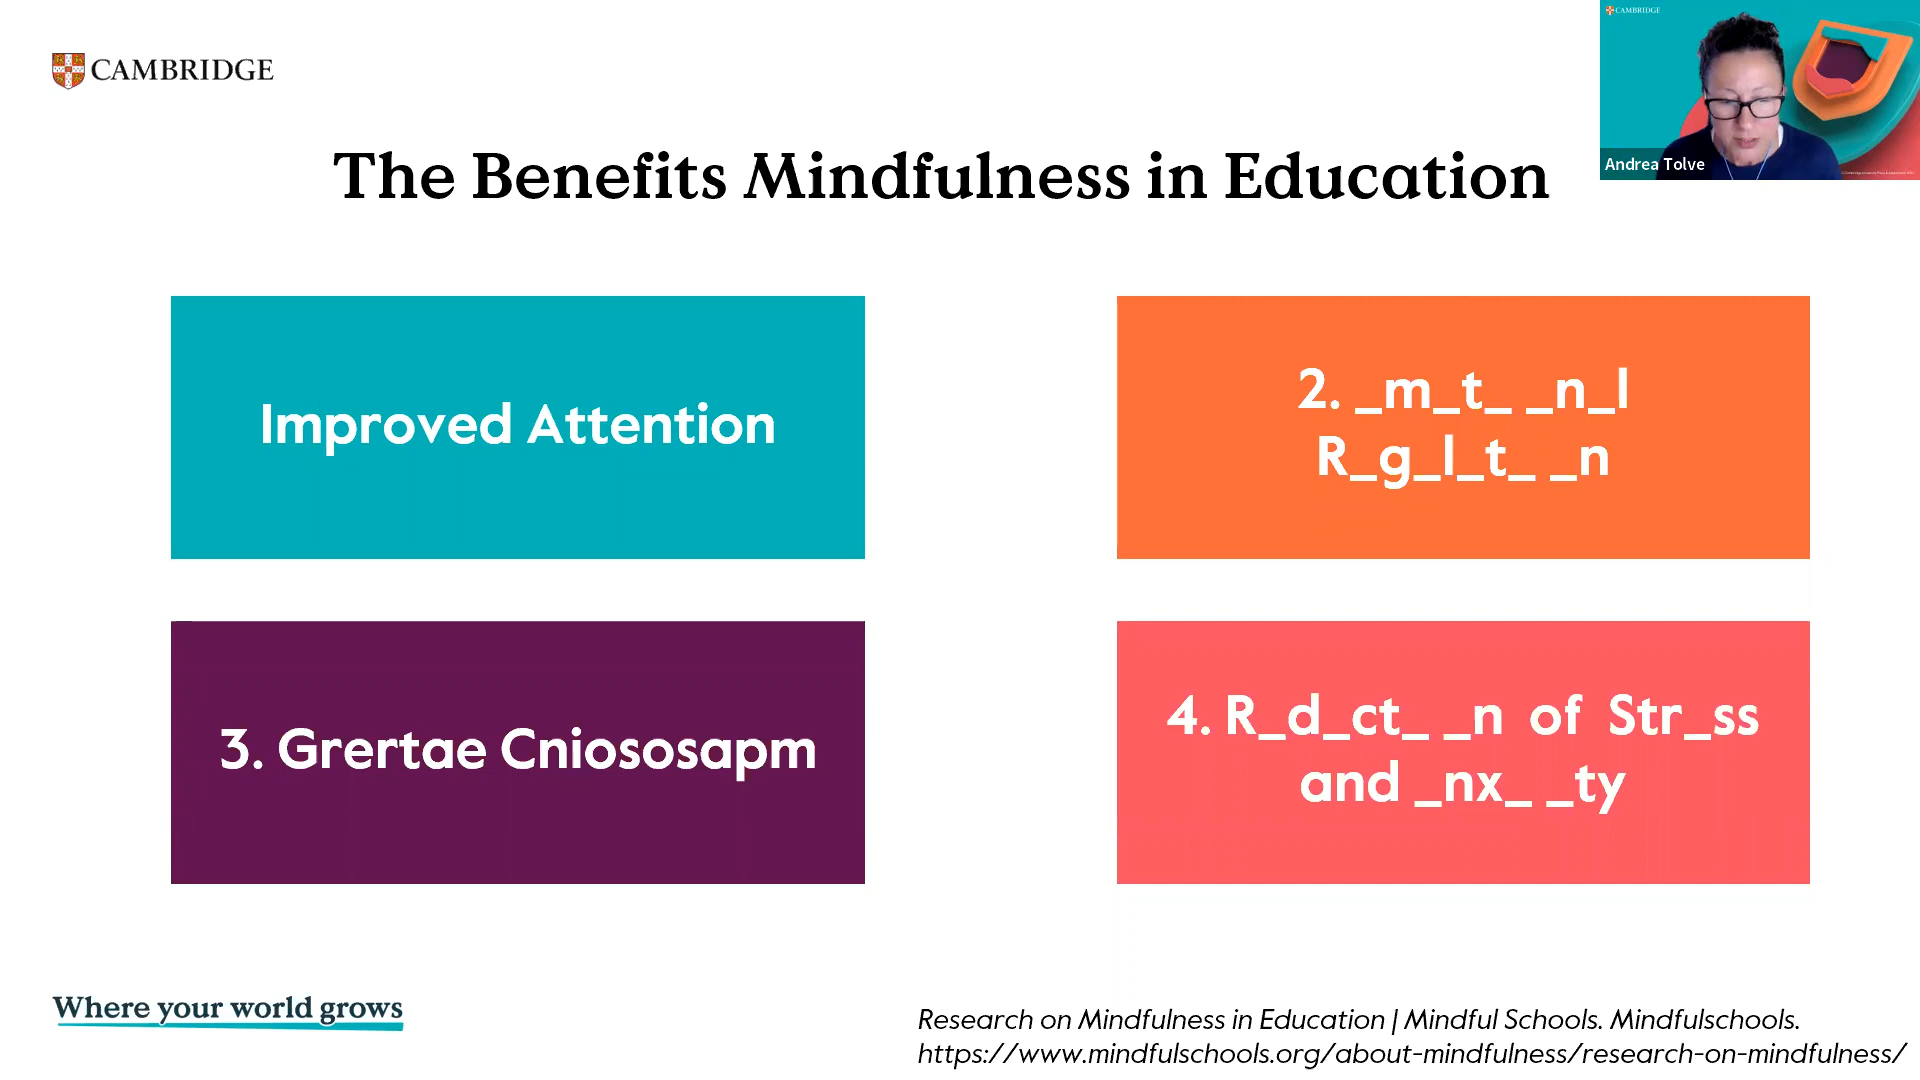 CAMBRIDGE
CAMBRIDGE
Andrea Tolve
The Benefits Mindfulness in Education
Improved Attention
2. _m_t_ _n_l
R_g_l_t_ _n
3. Grertae Cniososapm
4. R_d_ct_ _n of Str_ss
and _nx_ _ty
Where your world grows
Research on Mindfulness in Education | Mindful Schools. Mindfulschools.
https://www.mindfulschools.org/about-mindfulness/research-on-mindfulness/